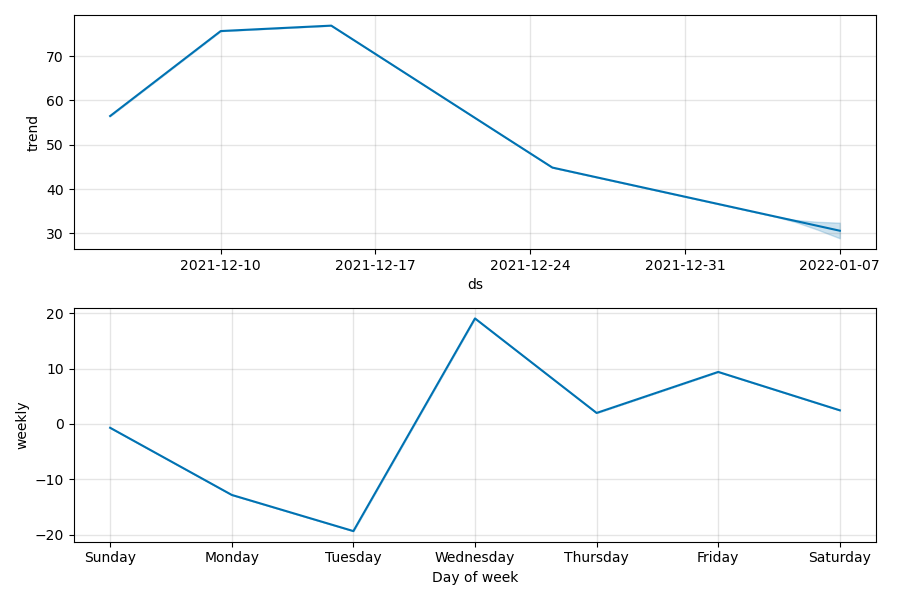 70
60
50
40
30
trend
2021-12-10 2021-12-17 2021-12-24 2021-12-31 2022-01-07
ds
20
10
0
−10
−20
weekly
Sunday Monday Tuesday Wednesday Thursday Friday Saturday
Day of week